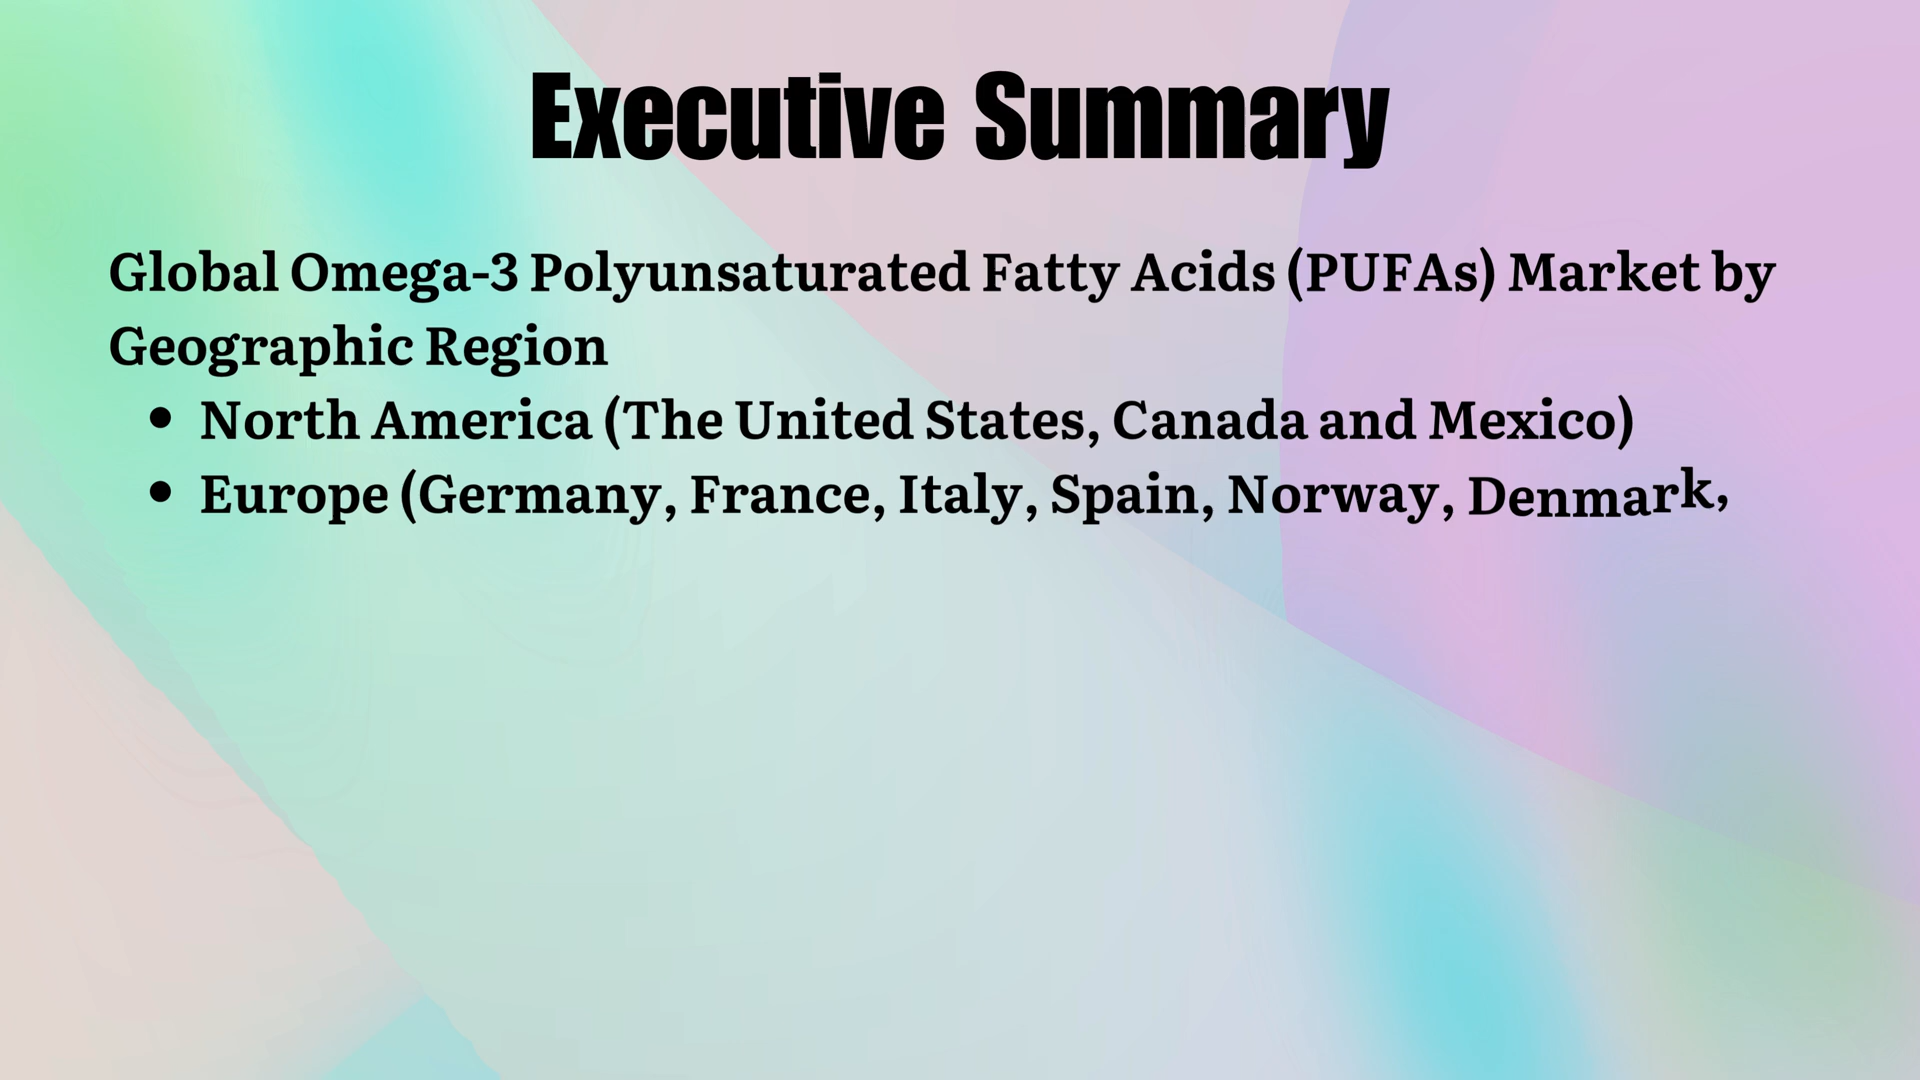 Executive Summary
Global Omega-3 Polyunsaturated Fatty Acids (PUFAs) Market by
Geographic Region
• North America (The United States, Canada and Mexico)
• Europe (Germany, France, Italy, Spain, Norway, Denmark,